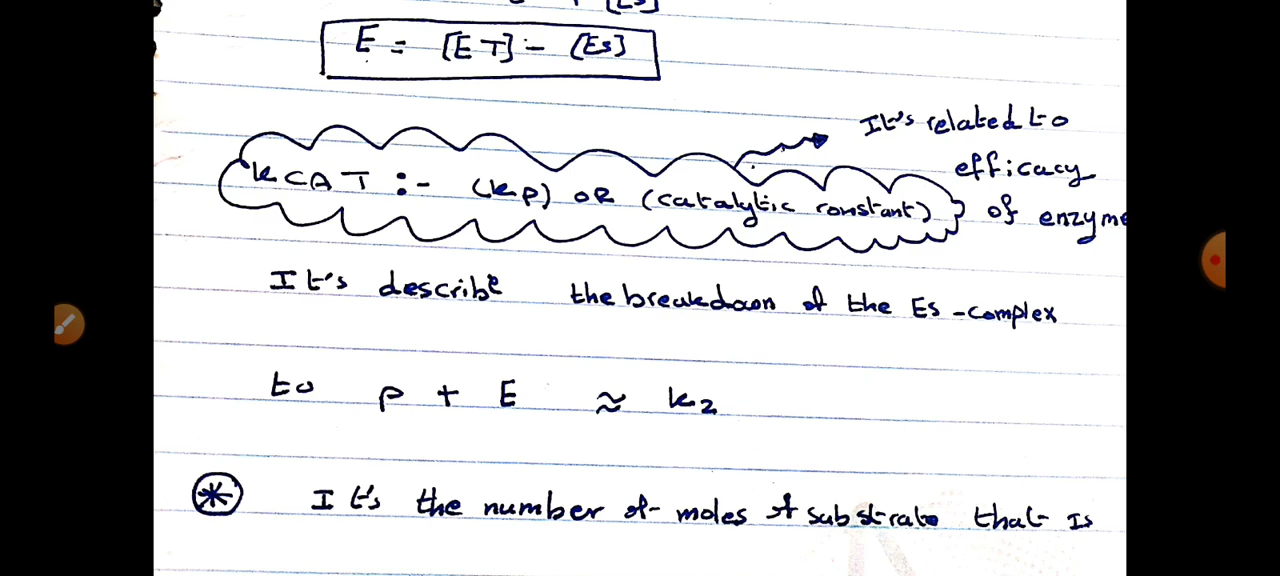 [Es]
E = [ET] - [Es]
It's related to
efficacy
kCAT :- (kp) OR (catalytic constant) } of enzyme
It's describe the breakdown of the Es-complex
to p + E ≈ k2
* It's the number of moles of substrate that is